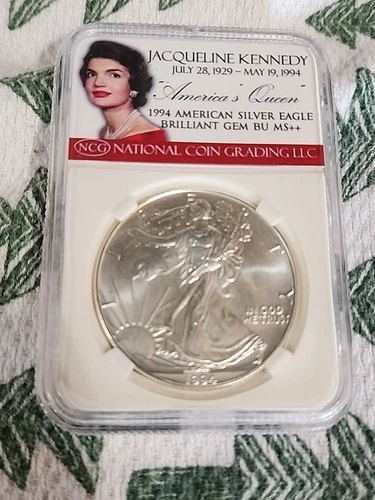 JACQUELINE KENNEDY
JULY 28, 1929 – MAY 19, 1994
"America's Queen"
1994 AMERICAN SILVER EAGLE
BRILLIANT GEM BU MS++
NCG NATIONAL COIN GRADING LLC
IN GOD
WE TRUST
1994